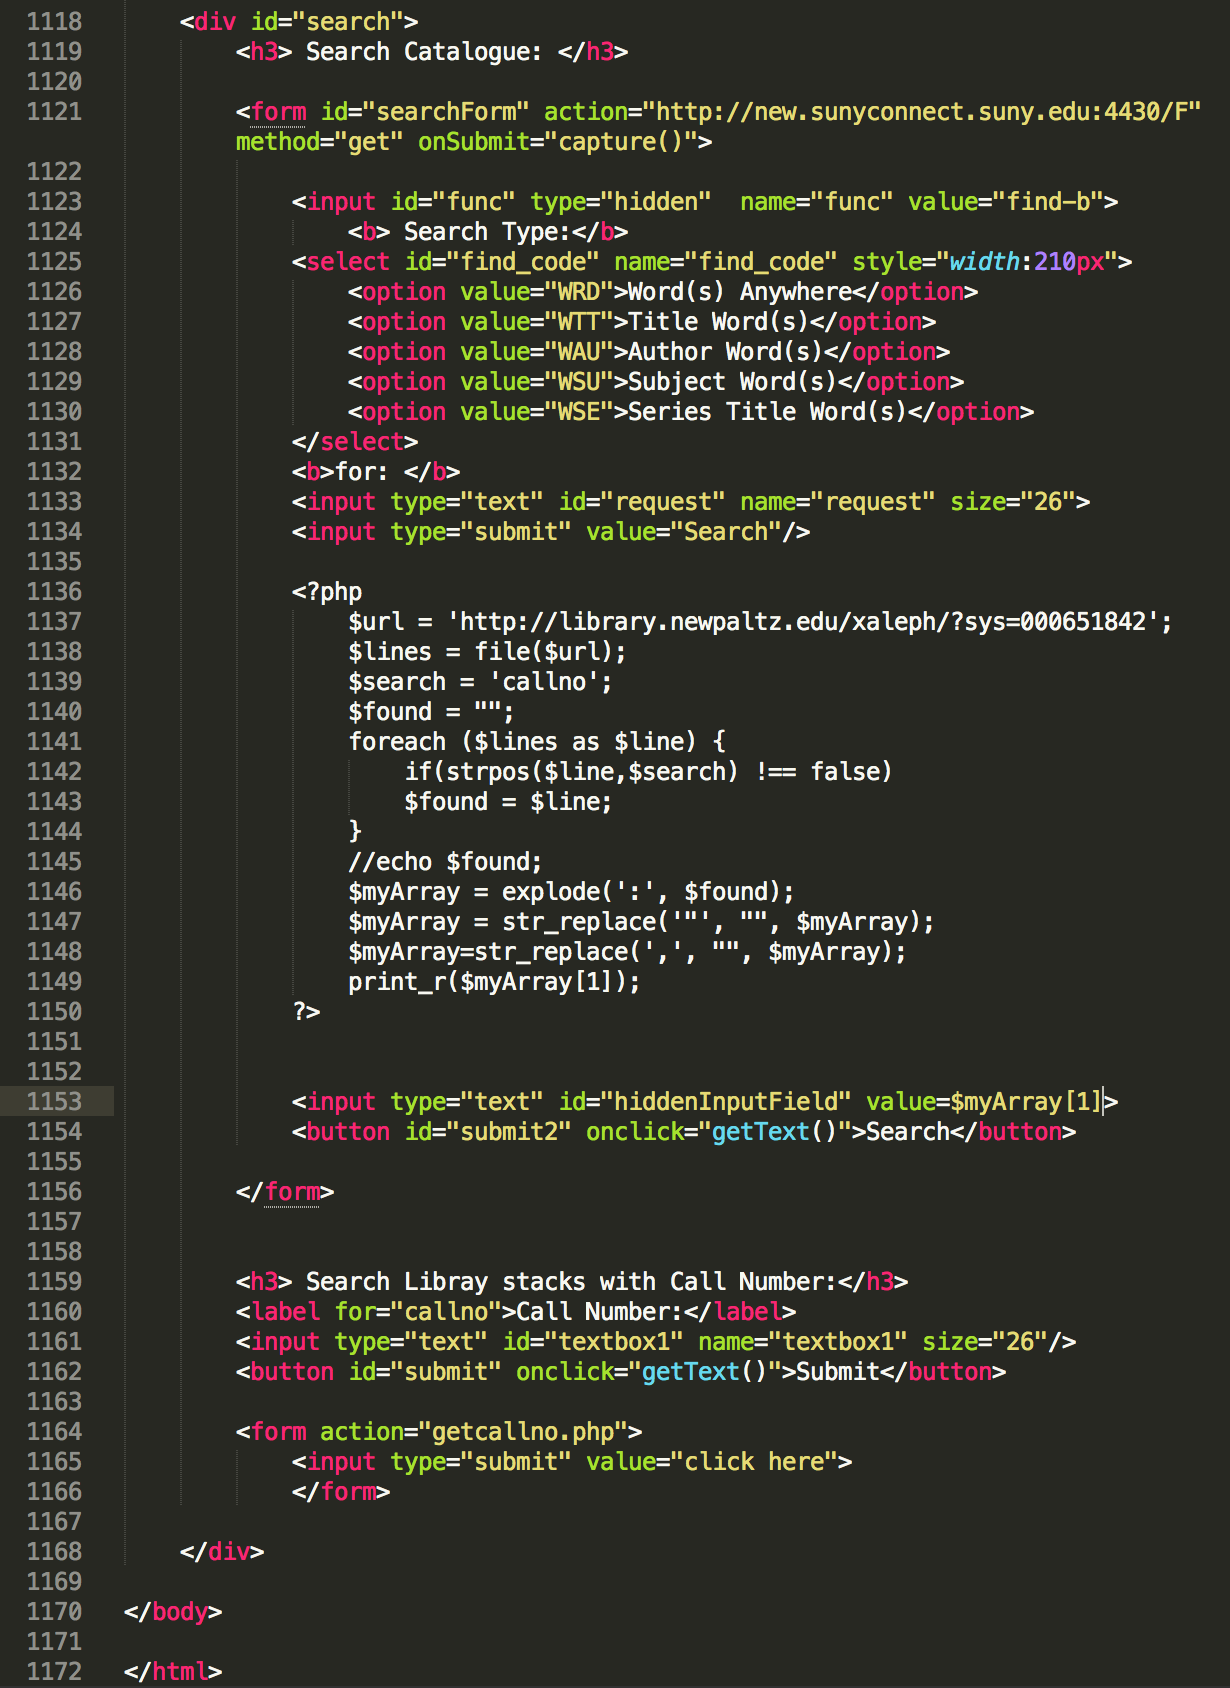 1118 <div id="search">
1119 <h3> Search Catalogue: </h3>
1120
1121 <form id="searchForm" action="http://new.sunyconnect.suny.edu:4430/F"
method="get" onSubmit="capture()">
1122
1123 <input id="func" type="hidden"  name="func" value="find-b">
1124 <b> Search Type:</b>
1125 <select id="find_code" name="find_code" style="width:210px">
1126 <option value="WRD">Word(s) Anywhere</option>
1127 <option value="WTT">Title Word(s)</option>
1128 <option value="WAU">Author Word(s)</option>
1129 <option value="WSU">Subject Word(s)</option>
1130 <option value="WSE">Series Title Word(s)</option>
1131 </select>
1132 <b>for: </b>
1133 <input type="text" id="request" name="request" size="26">
1134 <input type="submit" value="Search"/>
1135
1136 <?php
1137 $url = 'http://library.newpaltz.edu/xaleph/?sys=000651842';
1138 $lines = file($url);
1139 $search = 'callno';
1140 $found = "";
1141 foreach ($lines as $line) {
1142 if(strpos($line,$search) !== false)
1143 $found = $line;
1144 }
1145 //echo $found;
1146 $myArray = explode(':', $found);
1147 $myArray = str_replace('"', "", $myArray);
1148 $myArray=str_replace(',', "", $myArray);
1149 print_r($myArray[1]);
1150 ?>
1151
1152
1153 <input type="text" id="hiddenInputField" value=$myArray[1]>
1154 <button id="submit2" onclick="getText()">Search</button>
1155
1156 </form>
1157
1158
1159 <h3> Search Libray stacks with Call Number:</h3>
1160 <label for="callno">Call Number:</label>
1161 <input type="text" id="textbox1" name="textbox1" size="26"/>
1162 <button id="submit" onclick="getText()">Submit</button>
1163
1164 <form action="getcallno.php">
1165 <input type="submit" value="click here">
1166 </form>
1167
1168 </div>
1169
1170 </body>
1171
1172 </html>